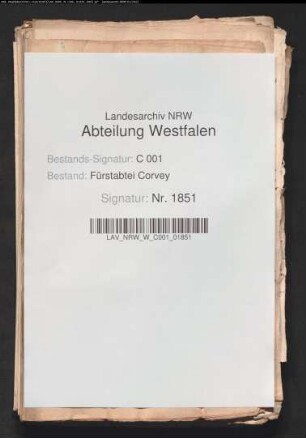 Landesarchiv NRW
Abteilung Westfalen
Bestands-Signatur: C 001
Bestand: Fürstabtei Corvey
Signatur: Nr. 1851
LAV_NRW_W_C001_01851